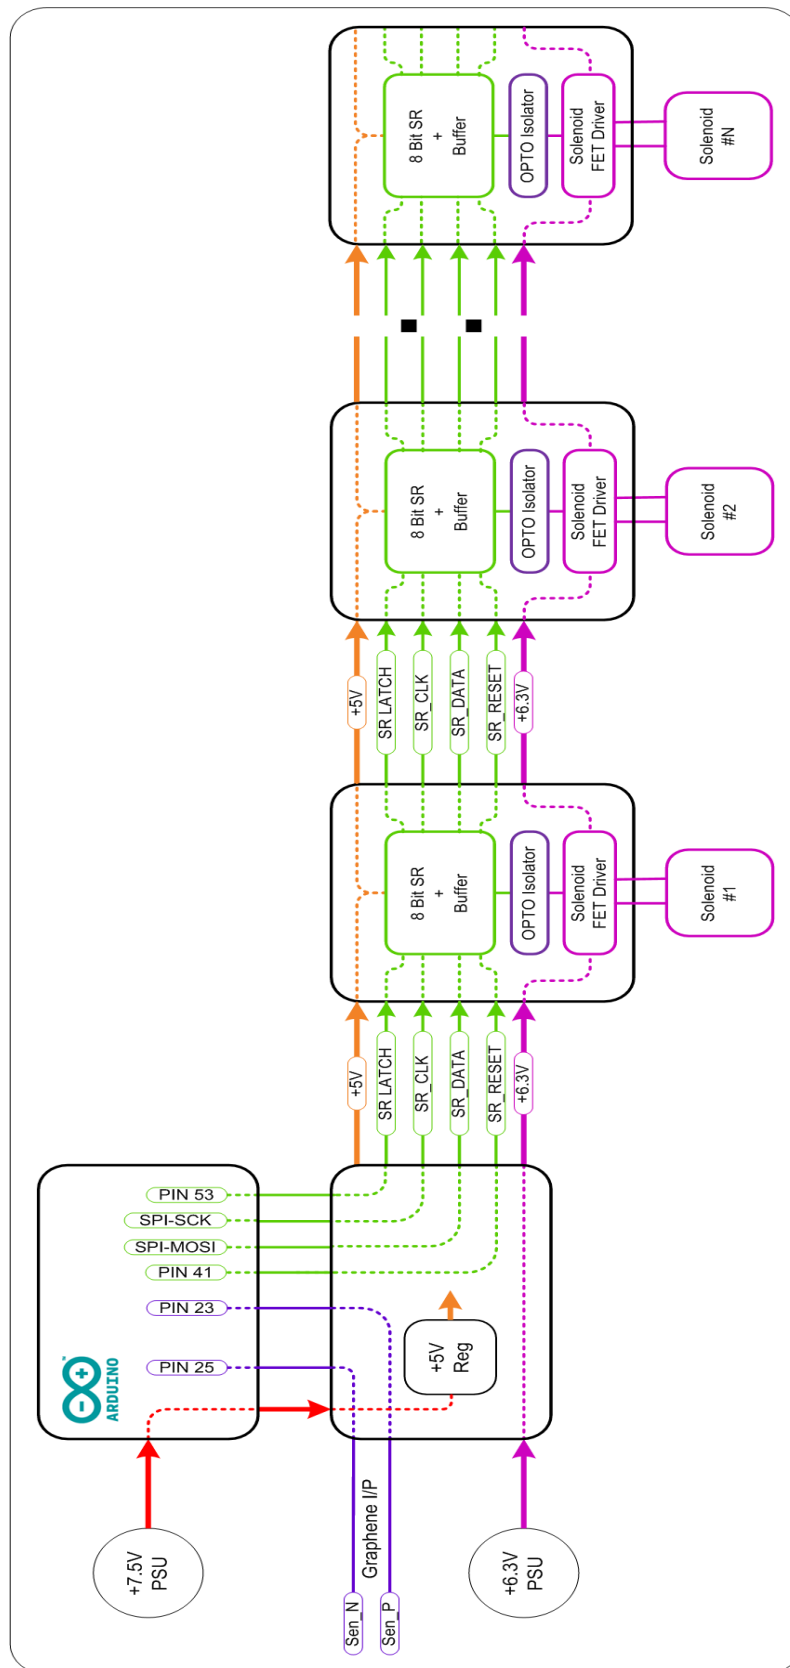 8 Bit SR
+
Buffer
OPTO Isolator
Solenoid
FET Driver
Solenoid
#N
8 Bit SR
+
Buffer
OPTO Isolator
Solenoid
FET Driver
Solenoid
#2
+5V
SR LATCH
SR_CLK
SR_DATA
SR_RESET
+6.3V
8 Bit SR
+
Buffer
OPTO Isolator
Solenoid
FET Driver
Solenoid
#1
+5V
SR LATCH
SR_CLK
SR_DATA
SR_RESET
+6.3V
PIN 53
SPI-SCK
SPI-MOSI
PIN 41
PIN 23
PIN 25
ARDUINO
+5V
Reg
Graphene I/P
+7.5V
PSU
Sen_N
Sen_P
+6.3V
PSU